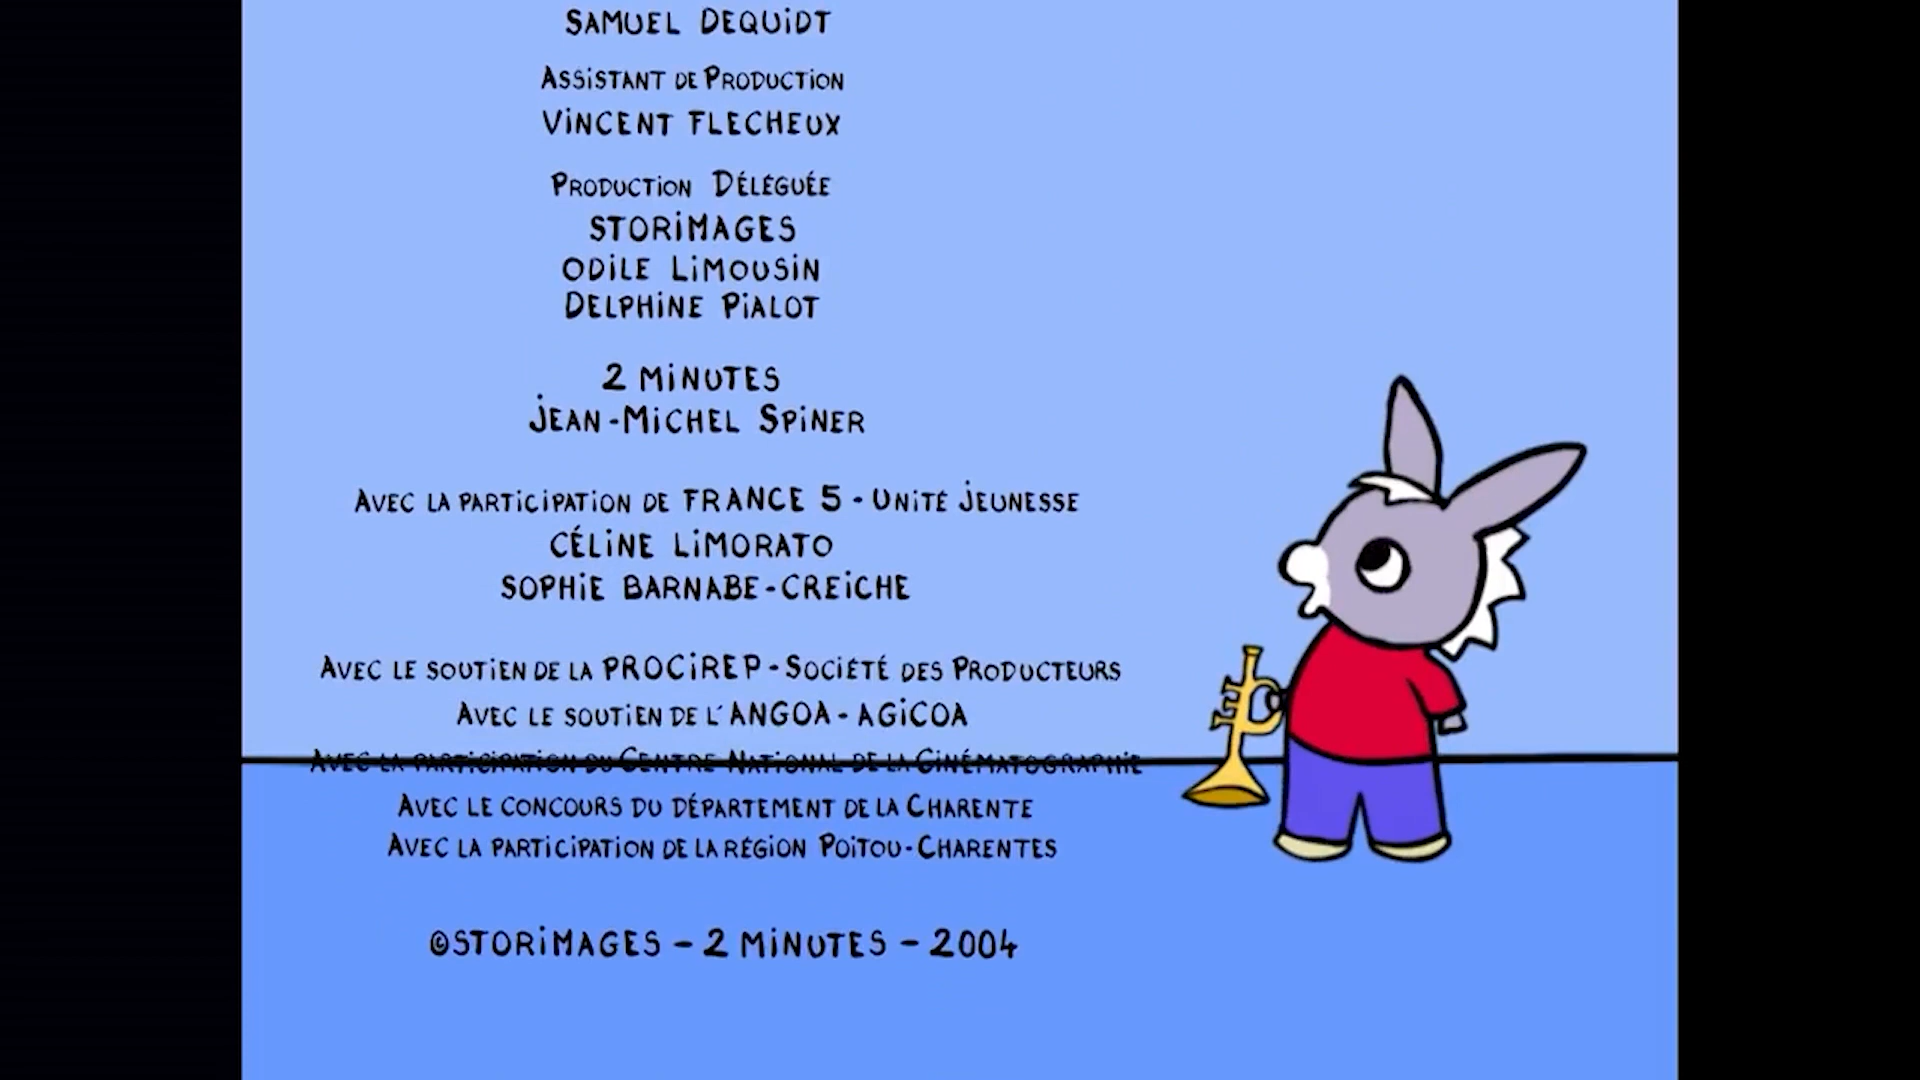 SAMUEL DEQUIDT
ASSISTANT DE PRODUCTION
VINCENT FLECHEUX
PRODUCTION DÉLÉGUÉE
STORIMAGES
ODILE LIMOUSIN
DELPHINE PIALOT
2 MINUTES
JEAN-MICHEL SPINER
AVEC LA PARTICIPATION DE FRANCE 5 - UNITÉ JEUNESSE
CÉLINE LIMORATO
SOPHIE BARNABE-CREICHE
AVEC LE SOUTIEN DE LA PROCIREP - SOCIÉTÉ DES PRODUCTEURS
AVEC LE SOUTIEN DE L'ANGOA - AGICOA
AVEC LA PARTICIPATION DU CENTRE NATIONAL DE LA CINÉMATOGRAPHIE
AVEC LE CONCOURS DU DÉPARTEMENT DE LA CHARENTE
AVEC LA PARTICIPATION DE LA RÉGION POITOU-CHARENTES
©STORIMAGES - 2 MINUTES - 2004